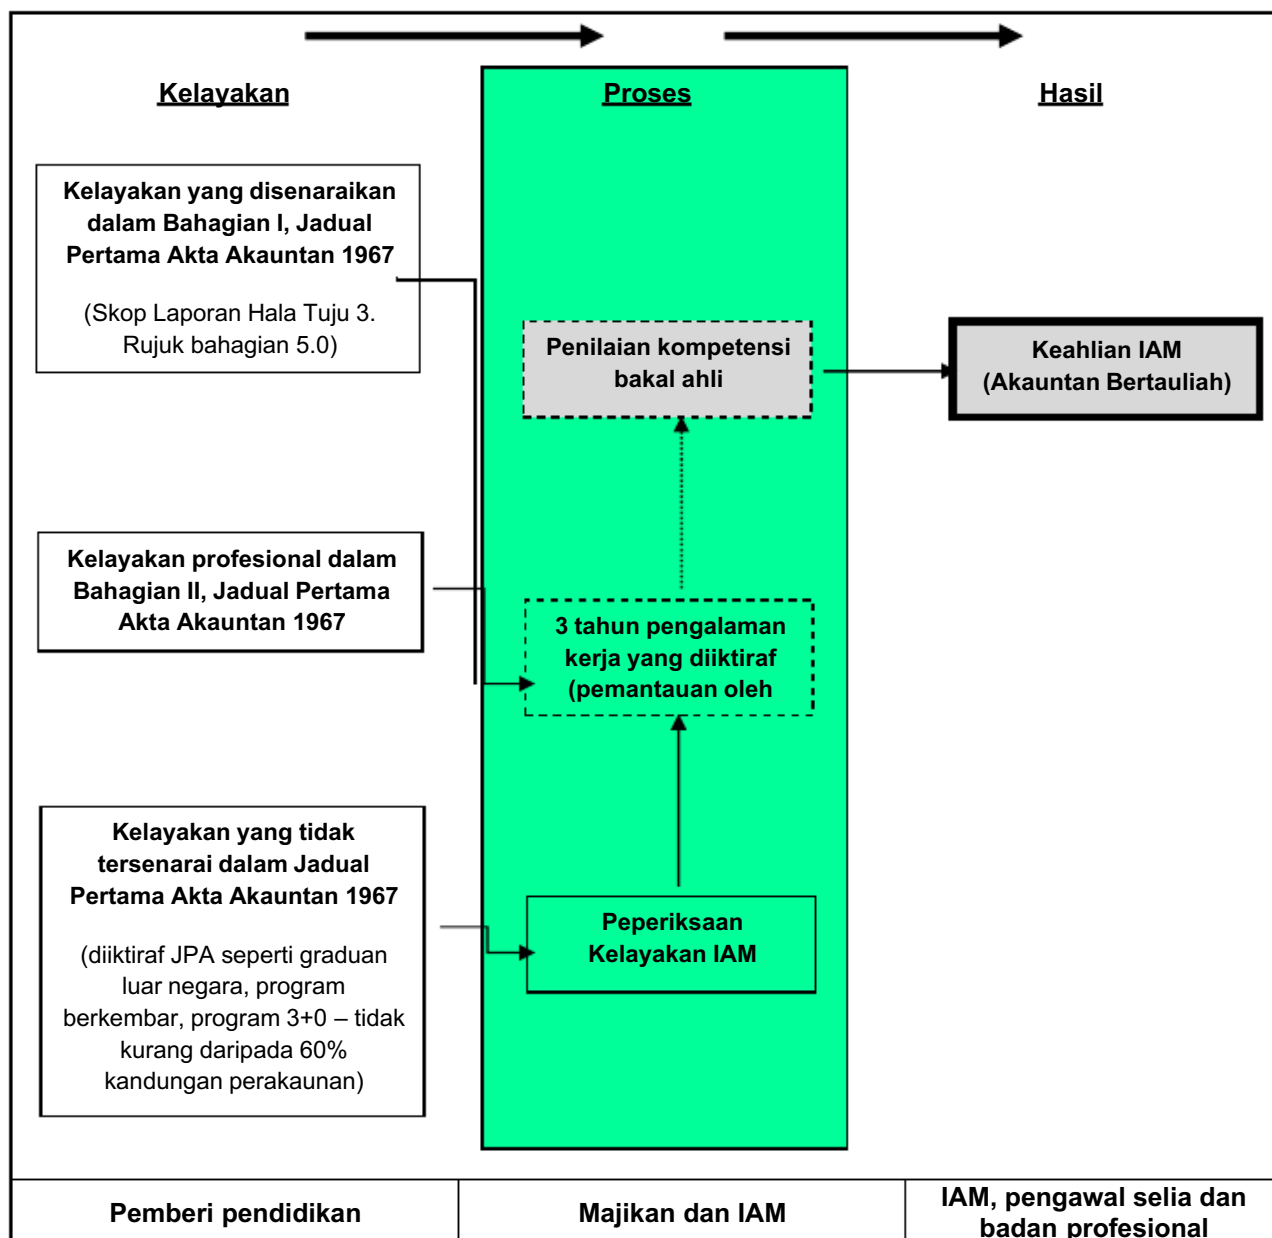 Kelayakan
Proses
Hasil
Kelayakan yang disenaraikan
dalam Bahagian I, Jadual
Pertama Akta Akauntan 1967
(Skop Laporan Hala Tuju 3.
Rujuk bahagian 5.0)
Penilaian kompetensi
bakal ahli
Keahlian IAM
(Akauntan Bertauliah)
Kelayakan profesional dalam
Bahagian II, Jadual Pertama
Akta Akauntan 1967
3 tahun pengalaman
kerja yang diiktiraf
(pemantauan oleh
Kelayakan yang tidak
tersenarai dalam Jadual
Pertama Akta Akauntan 1967
(diiktiraf JPA seperti graduan
luar negara, program
berkembar, program 3+0 – tidak
kurang daripada 60%
kandungan perakaunan)
Peperiksaan
Kelayakan IAM
Pemberi pendidikan
Majikan dan IAM
IAM, pengawal selia dan
badan profesional